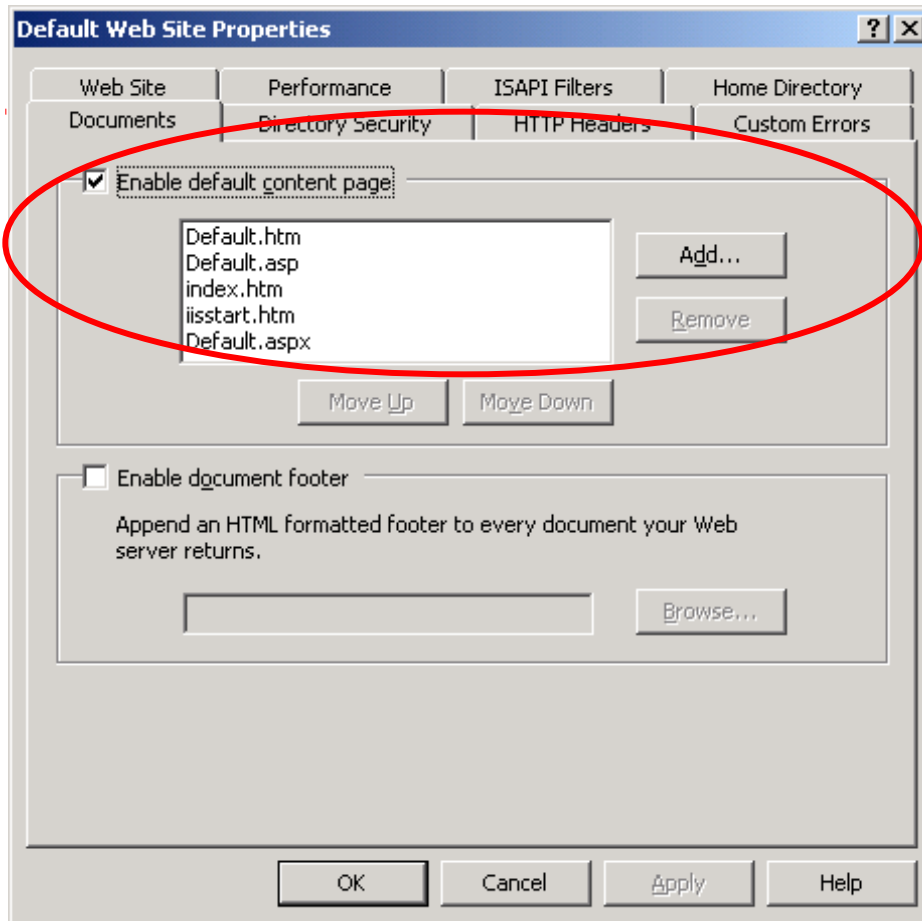 Default Web Site Properties
Web Site Performance ISAPI Filters Home Directory
Documents Directory Security HTTP Headers Custom Errors
Enable default content page
Default.htm
Default.asp
index.htm
iisstart.htm
Default.aspx
Add...
Remove
Move Up Move Down
Enable document footer
Append an HTML formatted footer to every document your Web
server returns.
Browse...
OK Cancel Apply Help